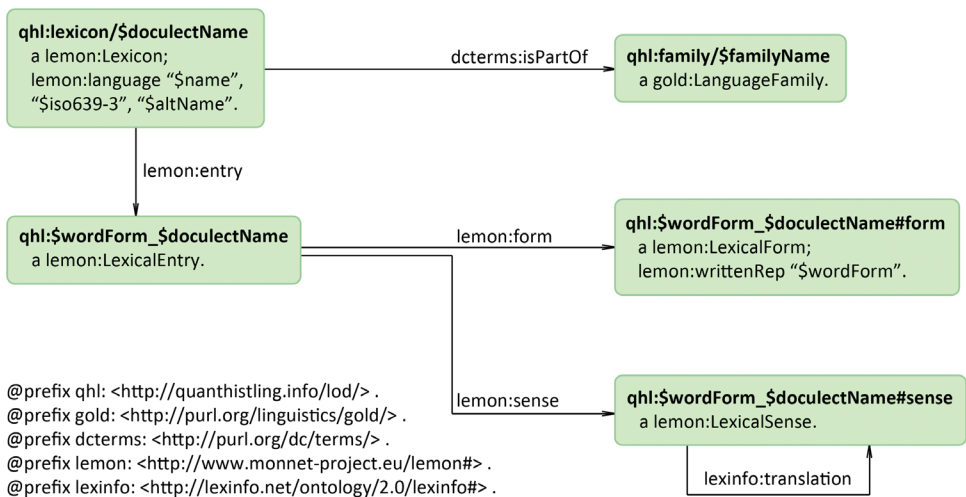 qhl:lexicon/$doculectName
a lemon:Lexicon;
lemon:language “$name”,
“$iso639-3”, “$altName”.
dcterms:isPartOf
qhl:family/$familyName
a gold:LanguageFamily.
lemon:entry
qhl:$wordForm_$doculectName
a lemon:LexicalEntry.
lemon:form
qhl:$wordForm_$doculectName#form
a lemon:LexicalForm;
lemon:writtenRep “$wordForm”.
lemon:sense
qhl:$wordForm_$doculectName#sense
a lemon:LexicalSense.
lexinfo:translation
@prefix qhl: <http://quanthistling.info/lod/> .
@prefix gold: <http://purl.org/linguistics/gold/> .
@prefix dcterms: <http://purl.org/dc/terms/> .
@prefix lemon: <http://www.monnet-project.eu/lemon#> .
@prefix lexinfo: <http://lexinfo.net/ontology/2.0/lexinfo#> .